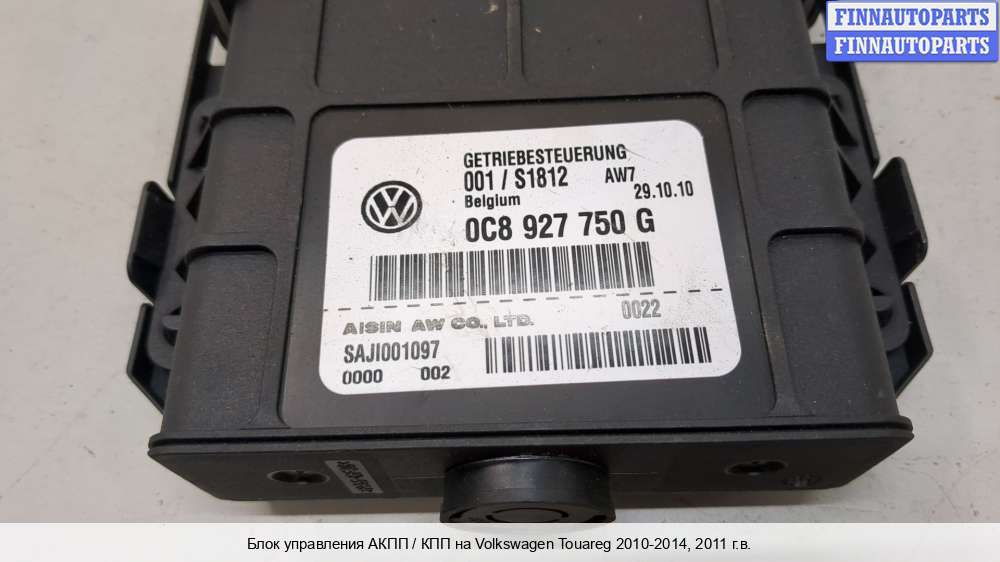 FINNAUTOPARTS
FINNAUTOPARTS
GETRIEBESTEUERUNG
001 / S1812 AW7
Belgium 29.10.10
0C8 927 750 G
AISIN AW CO., LTD. 0022
SAJI001097
0000 002
Блок управления АКПП / КПП на Volkswagen Touareg 2010-2014, 2011 г.в.